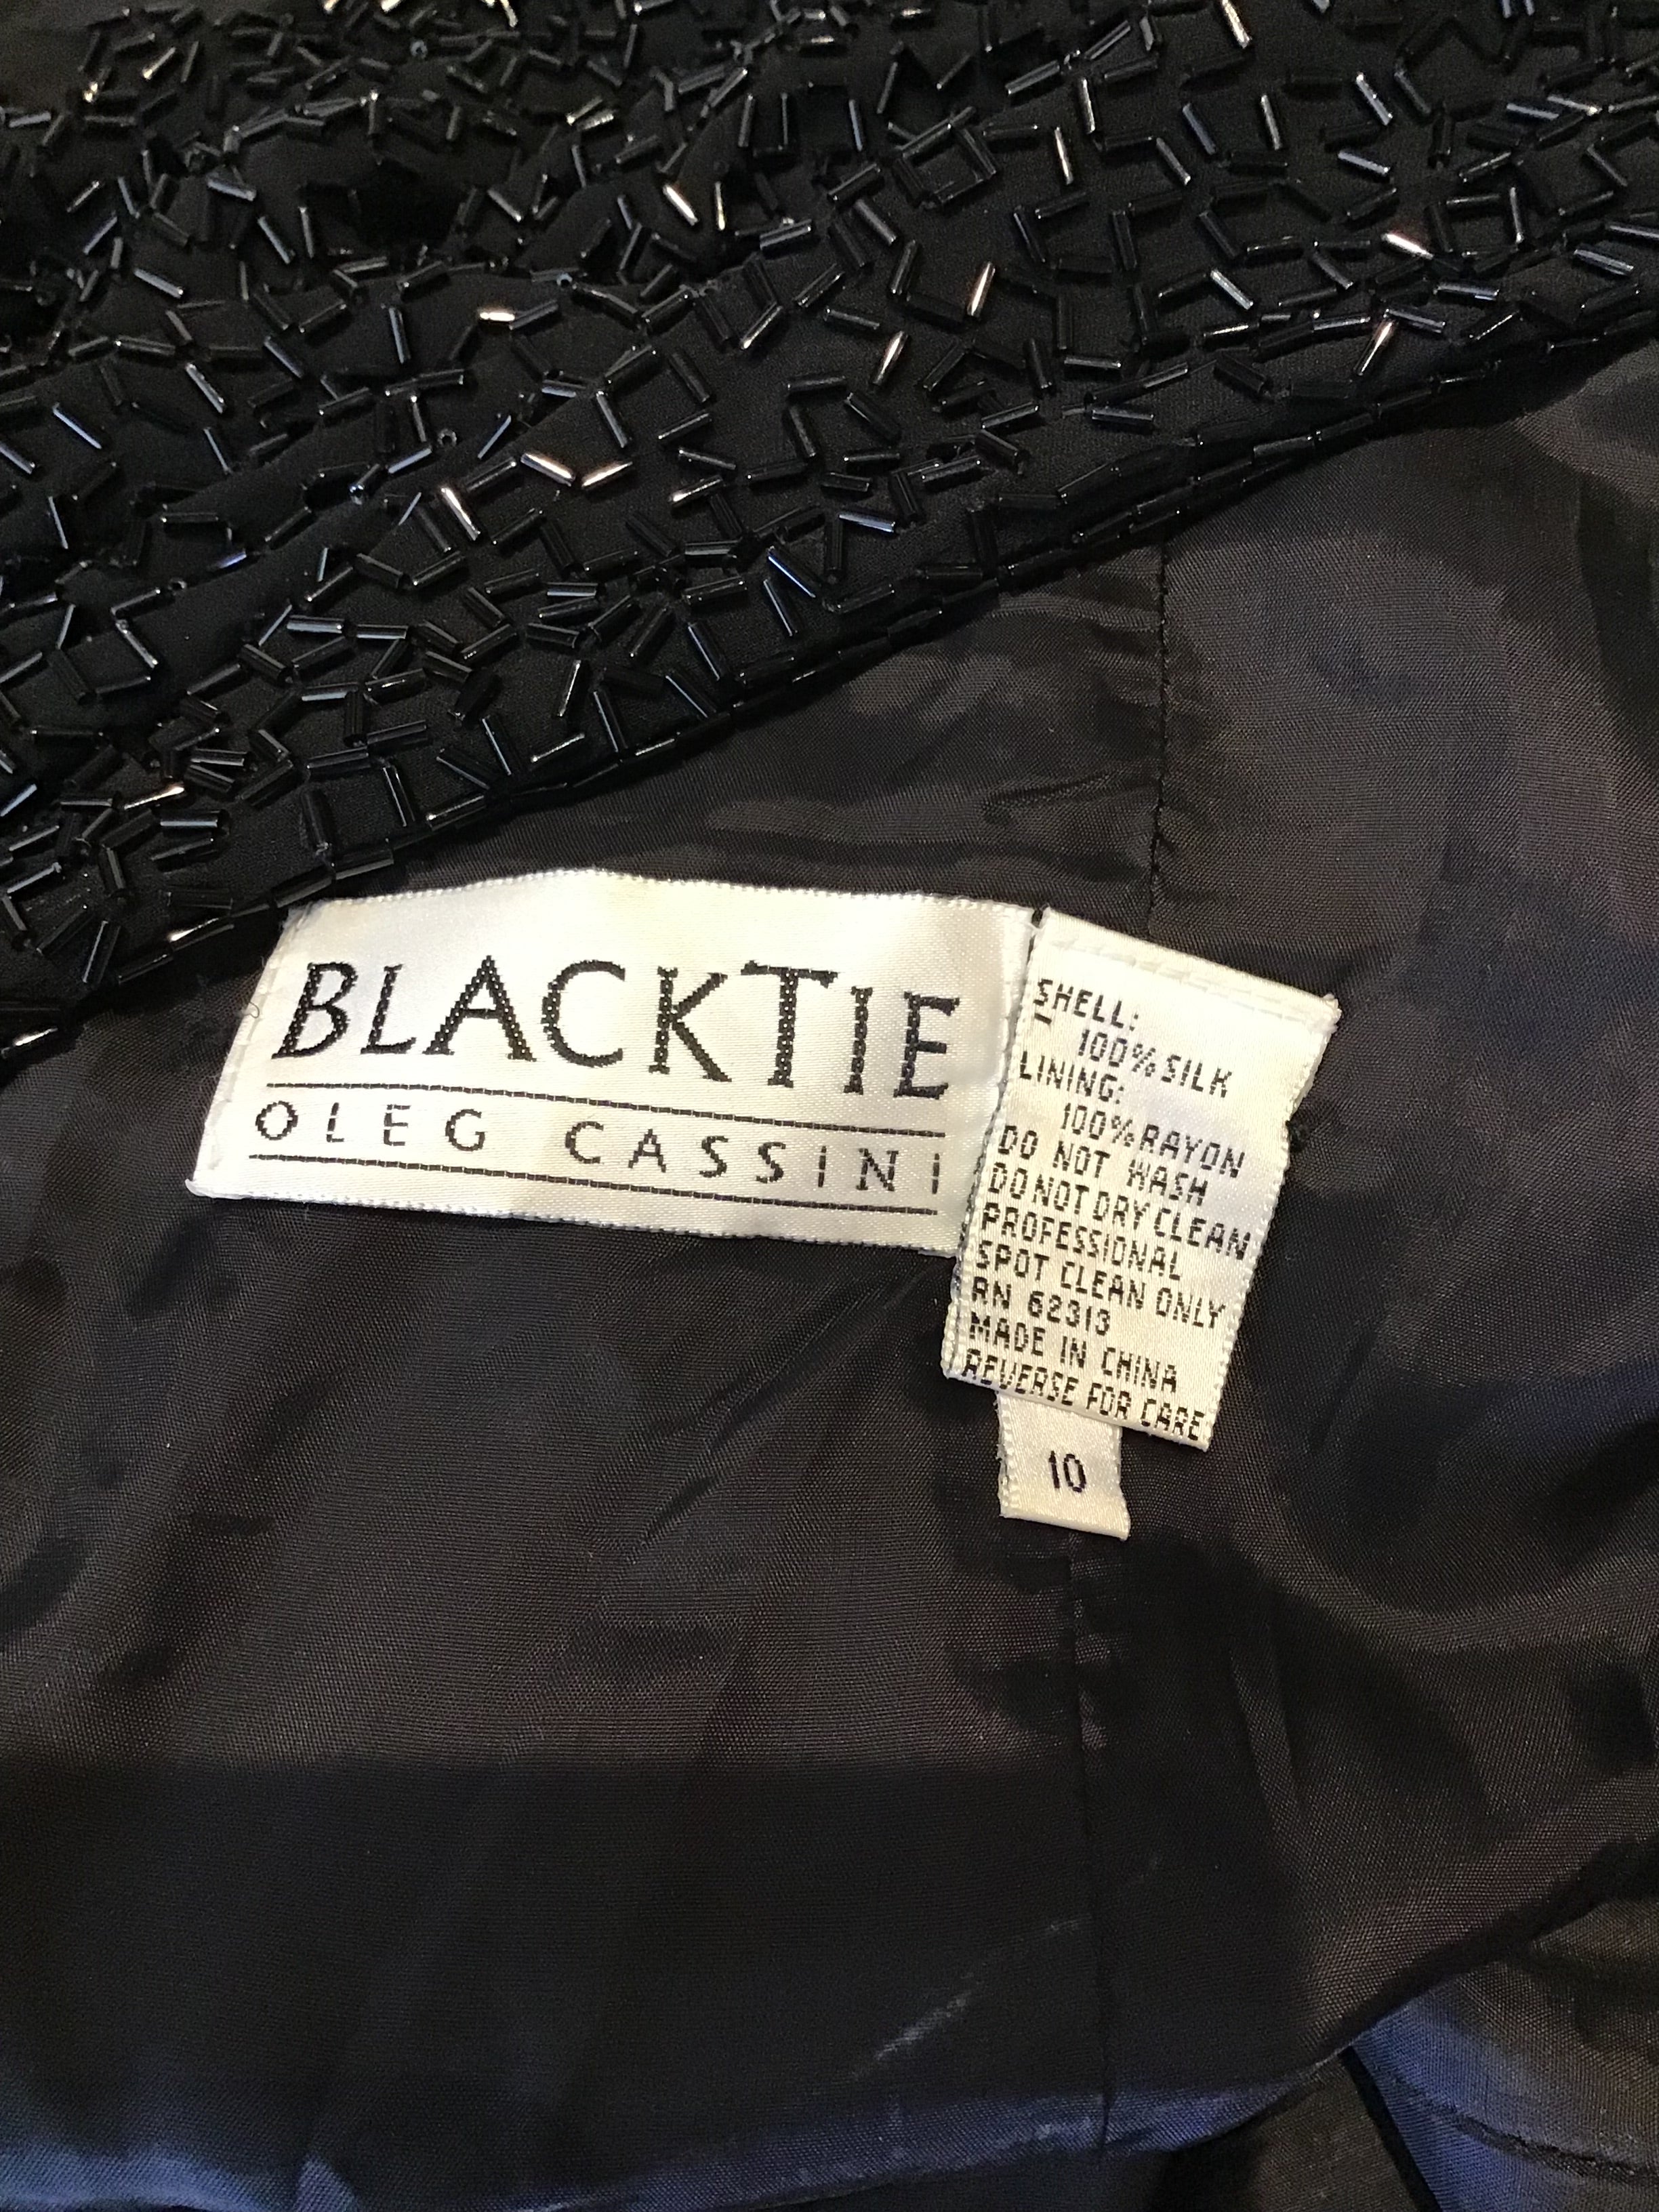 BLACKTIE
OLEG CASSINI
SHELL:
100% SILK
LINING:
100% RAYON
DO NOT WASH
DO NOT DRY CLEAN
PROFESSIONAL
SPOT CLEAN ONLY
RN 62313
MADE IN CHINA
REVERSE FOR CARE
10